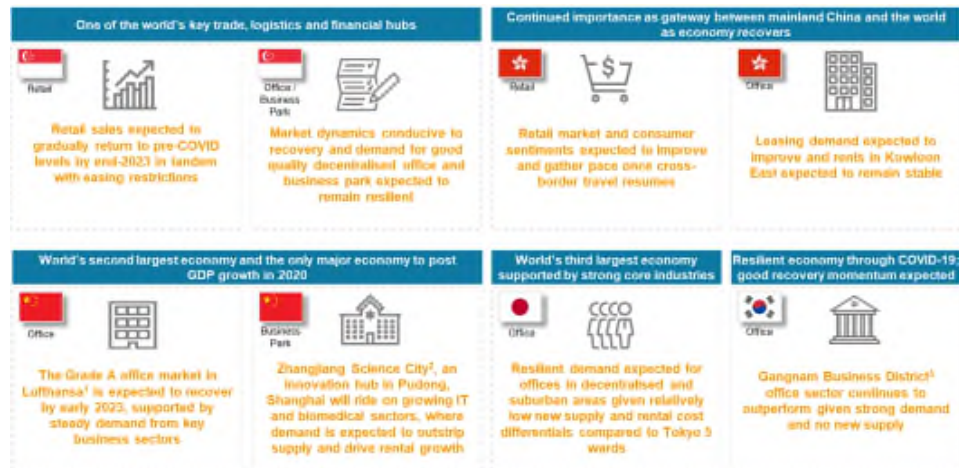 One of the world's key trade, logistics and financial hubs
Continued importance as gateway between mainland China and the world
as economy recovers
Retail
Office /
Business
Park
Retail
Office
Retail sales expected to
gradually return to pre-COVID
levels by end-2023 in tandem
with easing restrictions
Market dynamics conducive to
recovery and demand for good
quality decentralised office and
business park expected to
remain resilient
Retail market and consumer
sentiments expected to improve
and gather pace once cross-
border travel resumes
Leasing demand expected to
improve and rents in Kowloon
East expected to remain stable
World's second largest economy and the only major economy to post
GDP growth in 2020
World's third largest economy
supported by strong core industries
Resilient economy through COVID-19;
good recovery momentum expected
Office
Business
Park
Office
Office
The Grade A office market in
Lufthansa¹ is expected to recover
by early 2023, supported by
steady demand from key
business sectors
Zhangjiang Science City², an
innovation hub in Pudong,
Shanghai will ride on growing IT
and biomedical sectors, where
demand is expected to outstrip
supply and drive rental growth
Resilient demand expected for
offices in decentralised and
suburban areas given relatively
low new supply and rental cost
differentials compared to Tokyo 5
wards
Gangnam Business District³
office sector continues to
outperform given strong demand
and no new supply